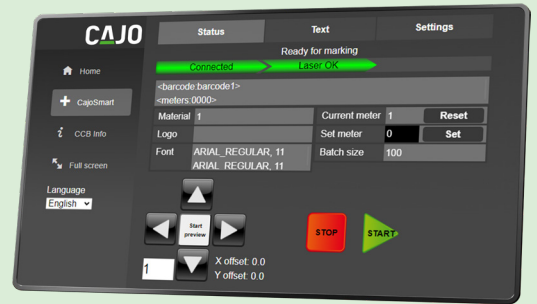 CAJO
Status
Text
Settings
Ready for marking
Connected
Laser OK
Home
CajoSmart
CCB Info
Full screen
Language
English
<barcode:barcode1>
<meters:0000>
Material 1
Current meter 1 Reset
Logo
Set meter 0 Set
Font ARIAL_REGULAR, 11
ARIAL_REGULAR, 11
Batch size 100
Start
preview
STOP
START
1
X offset: 0.0
Y offset: 0.0